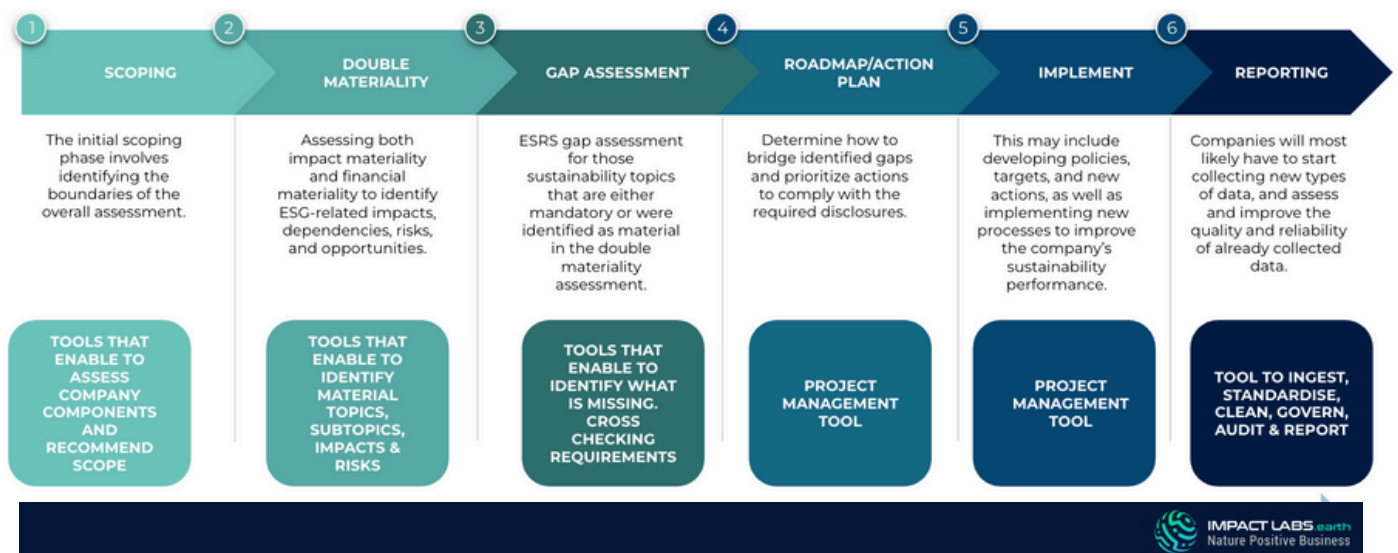 1
2
3
4
5
6
SCOPING
DOUBLE
MATERIALITY
GAP ASSESSMENT
ROADMAP/ACTION
PLAN
IMPLEMENT
REPORTING
The initial scoping
phase involves
identifying the
boundaries of the
overall assessment.
Assessing both
impact materiality
and financial
materiality to identify
ESG-related impacts,
dependencies, risks,
and opportunities.
ESRS gap assessment
for those
sustainability topics
that are either
mandatory or were
identified as material
in the double
materiality
assessment.
Determine how to
bridge identified gaps
and prioritize actions
to comply with the
required disclosures.
This may include
developing policies,
targets, and new
actions, as well as
implementing new
processes to improve
the company's
sustainability
performance.
Companies will most
likely have to start
collecting new types
of data, and assess
and improve the
quality and reliability
of already collected
data.
TOOLS THAT
ENABLE TO
ASSESS
COMPANY
COMPONENTS
AND
RECOMMEND
SCOPE
TOOLS THAT
ENABLE TO
IDENTIFY
MATERIAL
TOPICS,
SUBTOPICS,
IMPACTS &
RISKS
TOOLS THAT
ENABLE TO
IDENTIFY WHAT
IS MISSING.
CROSS
CHECKING
REQUIREMENTS
PROJECT
MANAGEMENT
TOOL
PROJECT
MANAGEMENT
TOOL
TOOL TO INGEST,
STANDARDISE,
CLEAN, GOVERN,
AUDIT & REPORT
IMPACT LABS.earth
Nature Positive Business